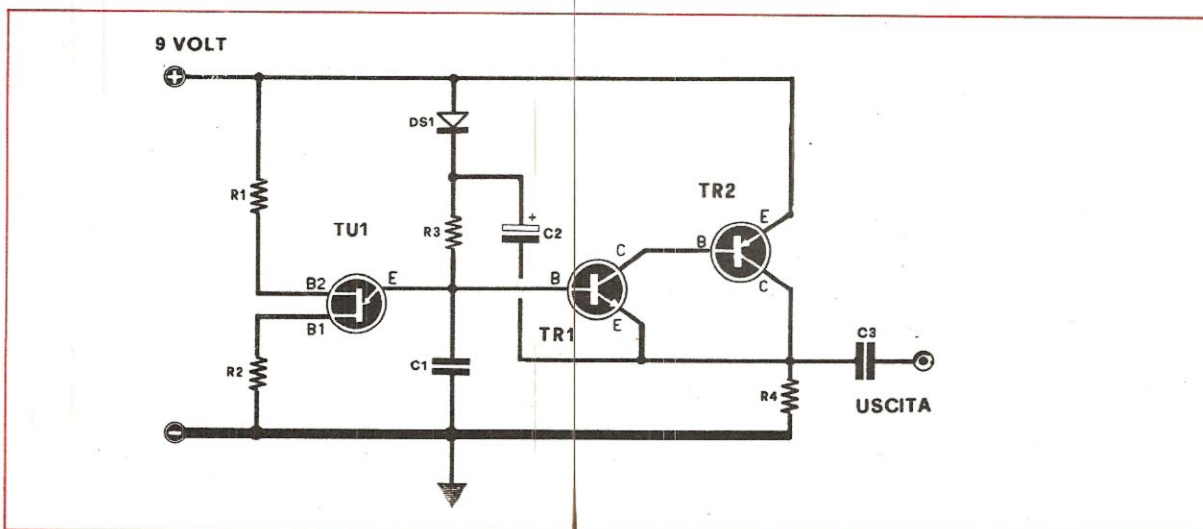 9 VOLT
DS1
R1
TR2
TU1
R3
+
C2
E
B2
E
C
B
B
B1
C
E
TR1
C3
R2
C1
R4
USCITA